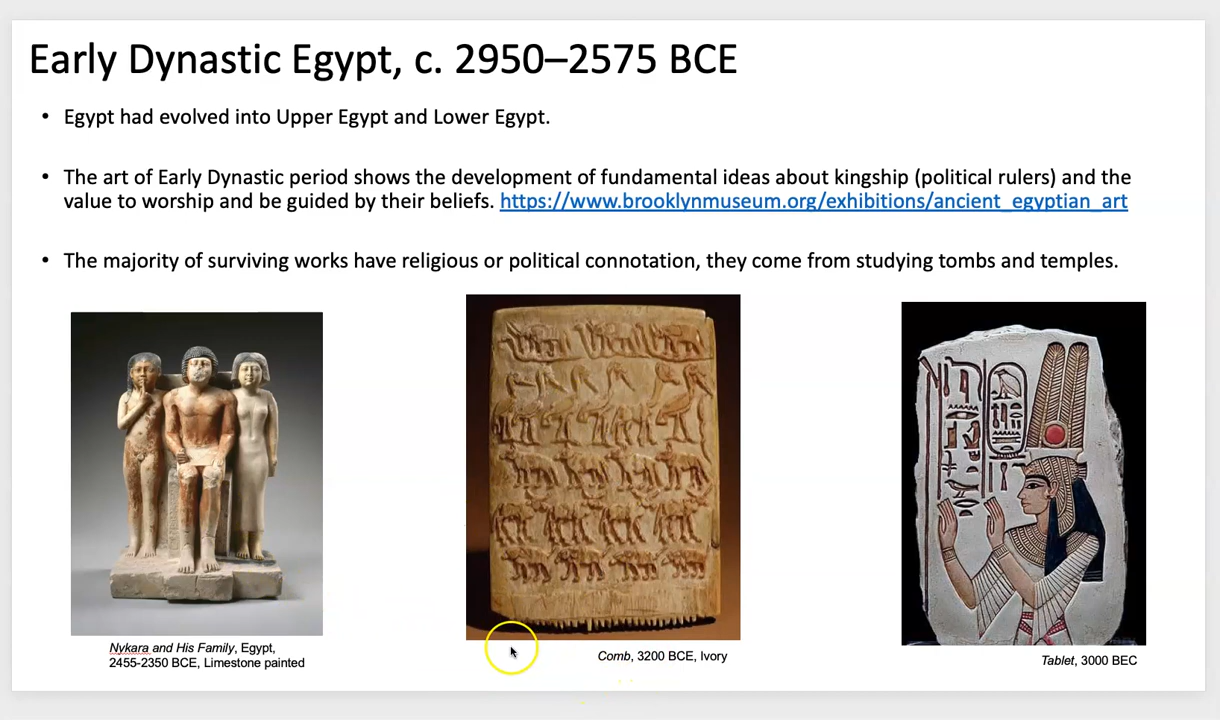 Early Dynastic Egypt, c. 2950–2575 BCE
• Egypt had evolved into Upper Egypt and Lower Egypt.
• The art of Early Dynastic period shows the development of fundamental ideas about kingship (political rulers) and the
value to worship and be guided by their beliefs. https://www.brooklynmuseum.org/exhibitions/ancient_egyptian_art
• The majority of surviving works have religious or political connotation, they come from studying tombs and temples.
Nykara and His Family, Egypt,
2455-2350 BCE, Limestone painted
Comb, 3200 BCE, Ivory
Tablet, 3000 BEC